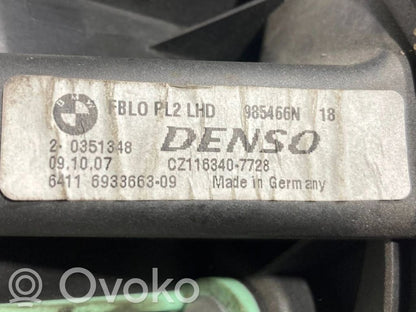 BMW
FBLO PL2 LHD 985466N 18
2- 0351348 DENSO
09.10.07 CZ116340-7728
6411 6933663-09 Made in Germany
Ovoko